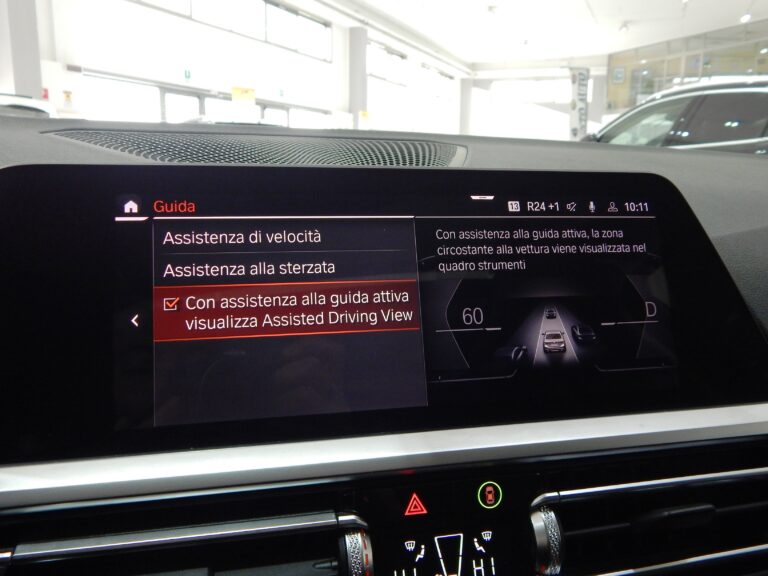 Guida
13 R24 +1 10:11
Assistenza di velocità
Assistenza alla sterzata
Con assistenza alla guida attiva
visualizza Assisted Driving View
Con assistenza alla guida attiva, la zona
circostante alla vettura viene visualizzata nel
quadro strumenti
60
D
HI